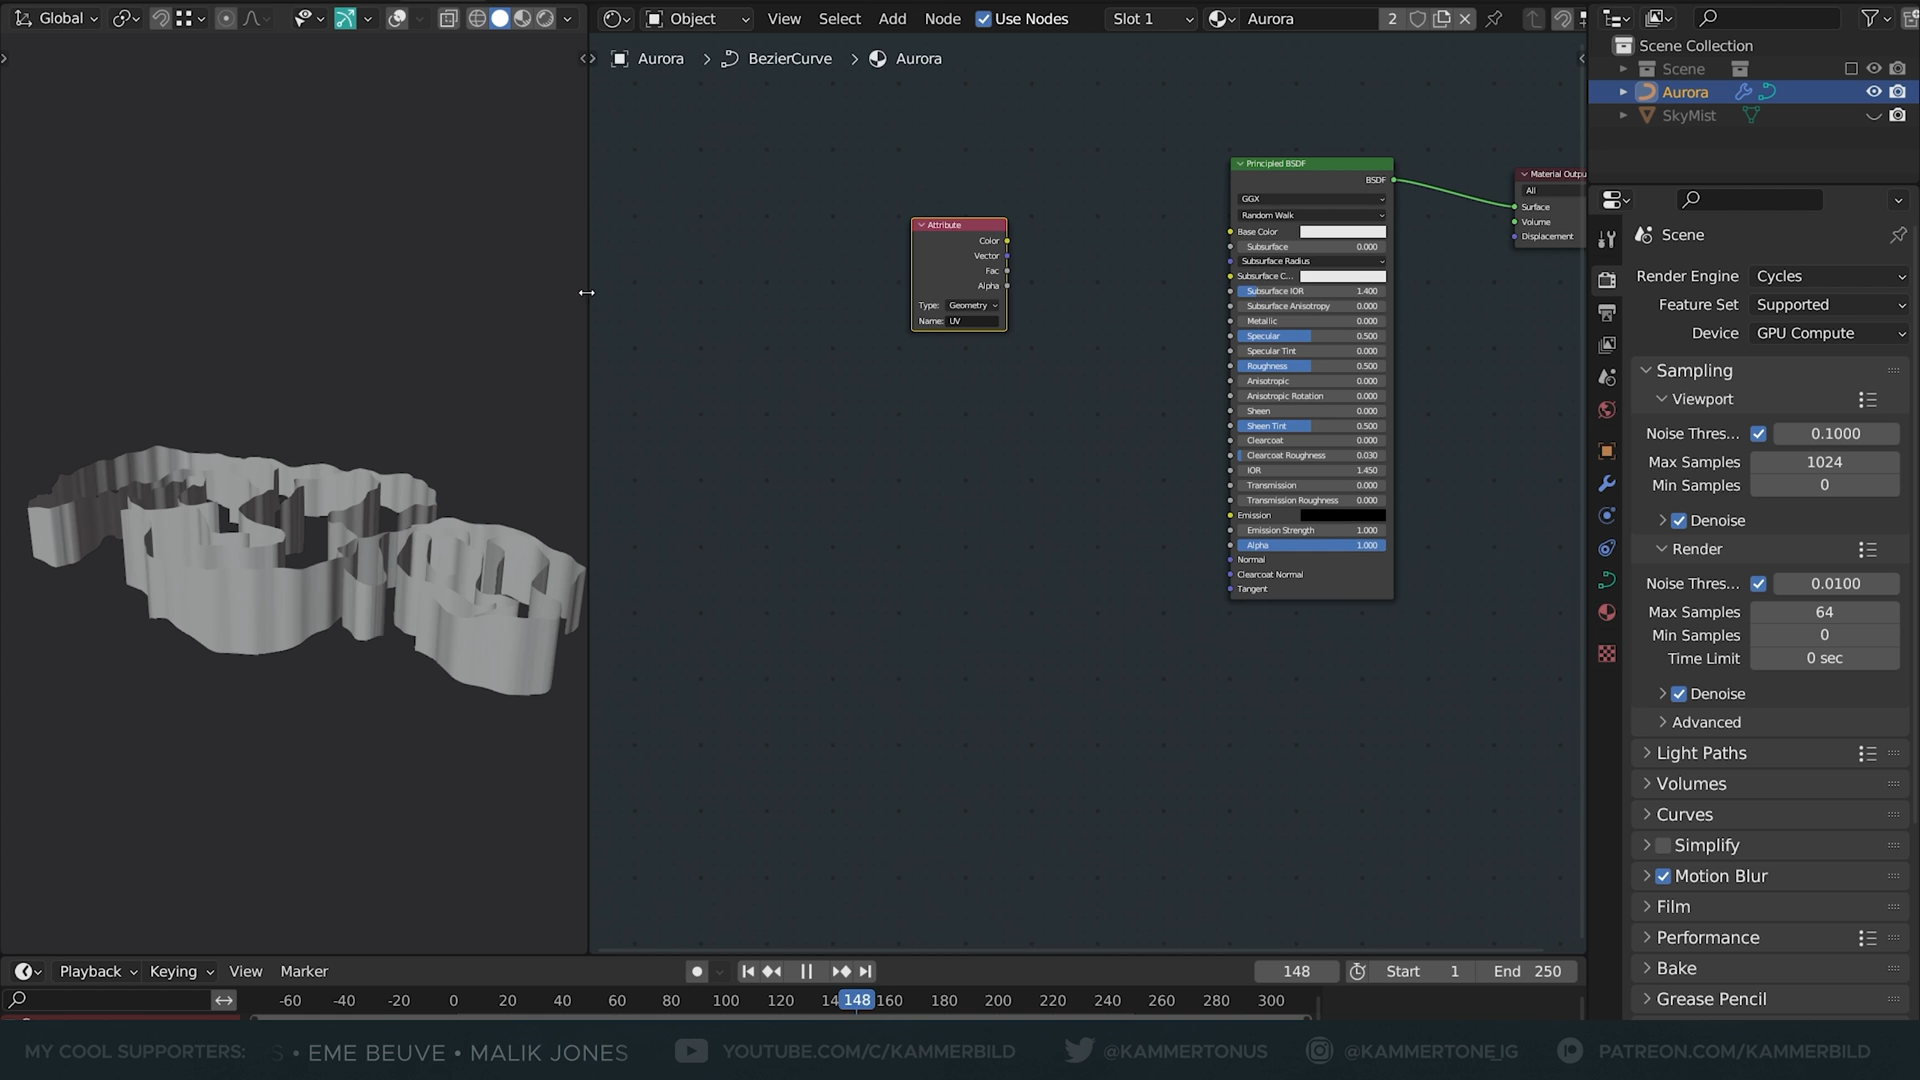 Global
Object
View
Select
Add
Node
Use Nodes
Slot 1
Aurora
2
Aurora
BezierCurve
Aurora
Scene Collection
Scene
Aurora
SkyMist
Attribute
Color
Vector
Fac
Alpha
Type: Geometry
Name: UV
Principled BSDF
BSDF
GGX
Random Walk
Base Color
Subsurface 0.000
Subsurface Radius
Subsurface C...
Subsurface IOR 1.400
Subsurface Anisotropy 0.000
Metallic 0.000
Specular 0.500
Specular Tint 0.000
Roughness 0.500
Anisotropic 0.000
Anisotropic Rotation 0.000
Sheen 0.000
Sheen Tint 0.500
Clearcoat 0.000
Clearcoat Roughness 0.030
IOR 1.450
Transmission 0.000
Transmission Roughness 0.000
Emission
Emission Strength 1.000
Alpha 1.000
Normal
Clearcoat Normal
Tangent
Material Outpu
All
Surface
Volume
Displacement
Scene
Render Engine Cycles
Feature Set Supported
Device GPU Compute
Sampling
Viewport
Noise Thres... 0.1000
Max Samples 1024
Min Samples 0
Denoise
Render
Noise Thres... 0.0100
Max Samples 64
Min Samples 0
Time Limit 0 sec
Denoise
Advanced
Light Paths
Volumes
Curves
Simplify
Motion Blur
Film
Performance
Bake
Grease Pencil
Playback
Keying
View
Marker
148
Start 1
End 250
-60 -40 -20 0 20 40 60 80 100 120 14 148 160 180 200 220 240 260 280 300
MY COOL SUPPORTERS: S • EME BEUVE • MALIK JONES
YOUTUBE.COM/C/KAMMERBILD
@KAMMERTONUS
@KAMMERTONE_IG
PATREON.COM/KAMMERBILD